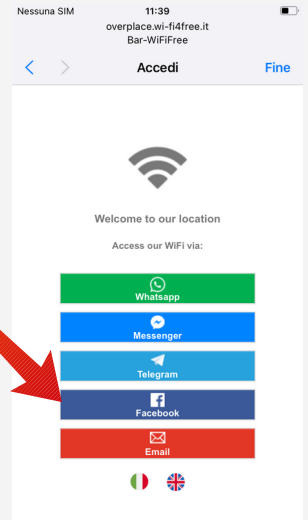 Nessuna SIM
11:39
overplace.wi-fi4free.it
Bar-WiFiFree
Accedi
Fine
Welcome to our location
Access our WiFi via:
Whatsapp
Messenger
Telegram
Facebook
Email